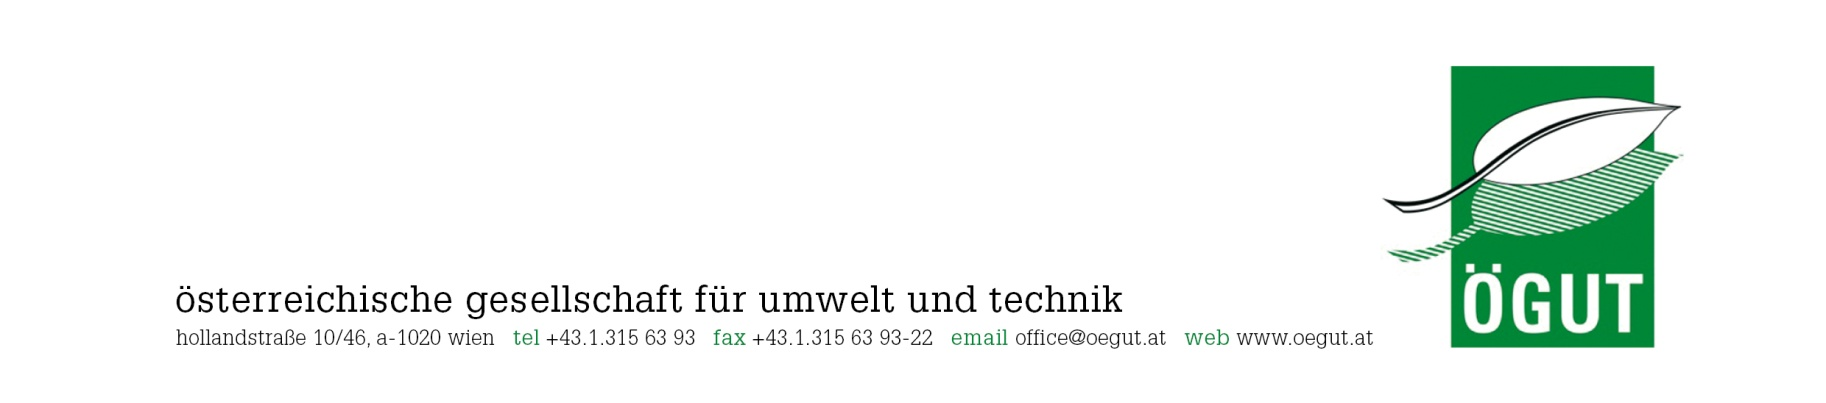 österreichische gesellschaft für umwelt und technik
hollandstraße 10/46, a-1020 wien tel +43.1.315 63 93 fax +43.1.315 63 93-22 email office@oegut.at web www.oegut.at
ÖGUT